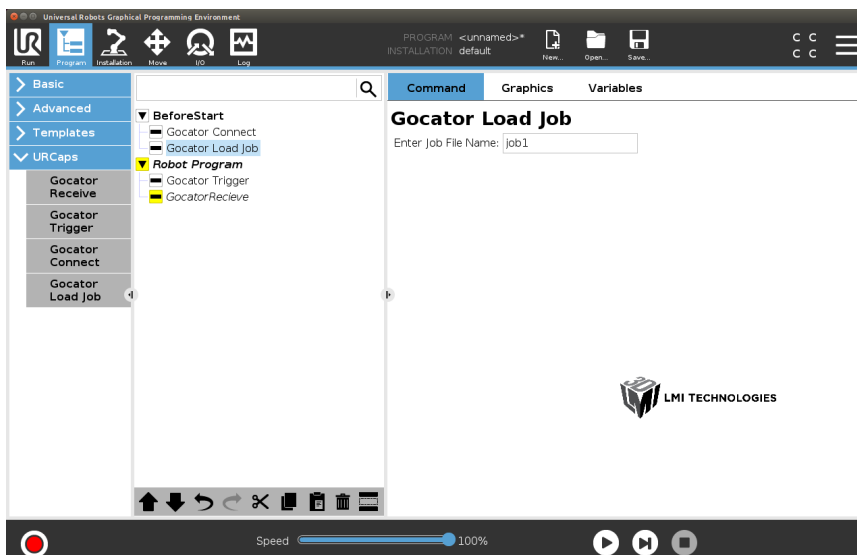 Universal Robots Graphical Programming Environment
PROGRAM <unnamed>*
INSTALLATION default
Run
Program
Installation
Move
I/O
Log
New...
Open...
Save...
C C
C C
Basic
Advanced
Templates
URCaps
Gocator
Receive
Gocator
Trigger
Gocator
Connect
Gocator
Load Job
BeforeStart
Gocator Connect
Gocator Load Job
Robot Program
Gocator Trigger
GocatorRecieve
Command
Graphics
Variables
Gocator Load Job
Enter Job File Name: job1
3D
LMI
LMI TECHNOLOGIES
Speed
100%